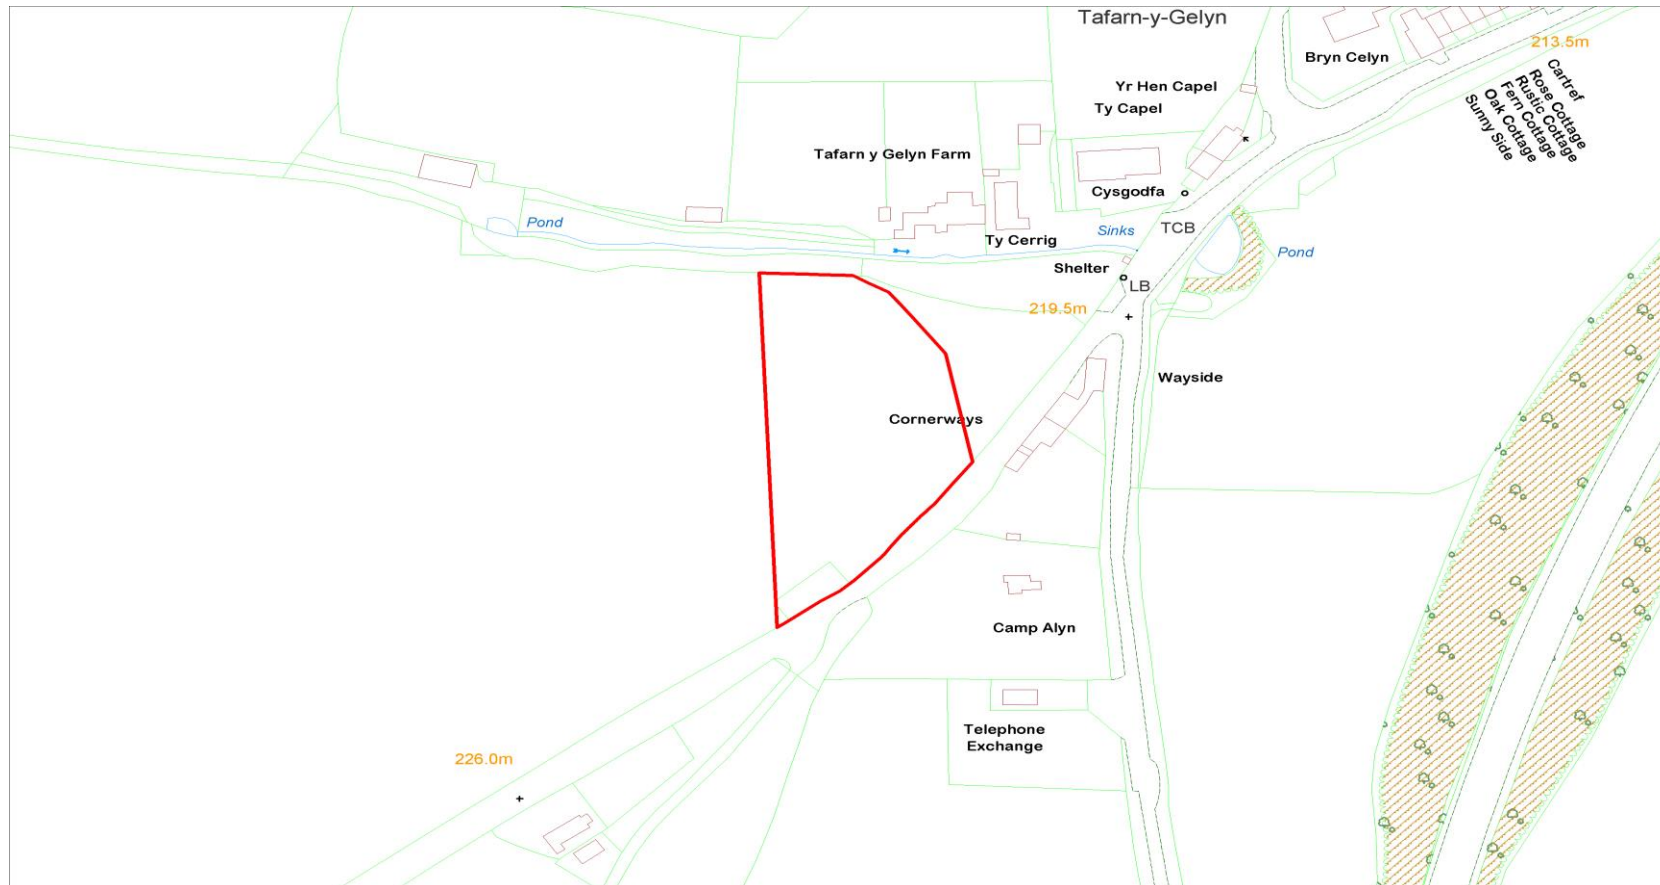 Tafarn-y-Gelyn
213.5m
Bryn Celyn
Cartref
Rose Cottage
Rustic Cottage
Fern Cottage
Oak Cottage
Sunny Side
Yr Hen Capel
Ty Capel
Tafarn y Gelyn Farm
Cysgodfa
Pond
Sinks
TCB
Ty Cerrig
Pond
Shelter
LB
219.5m
Wayside
Cornerways
Camp Alyn
Telephone
Exchange
226.0m